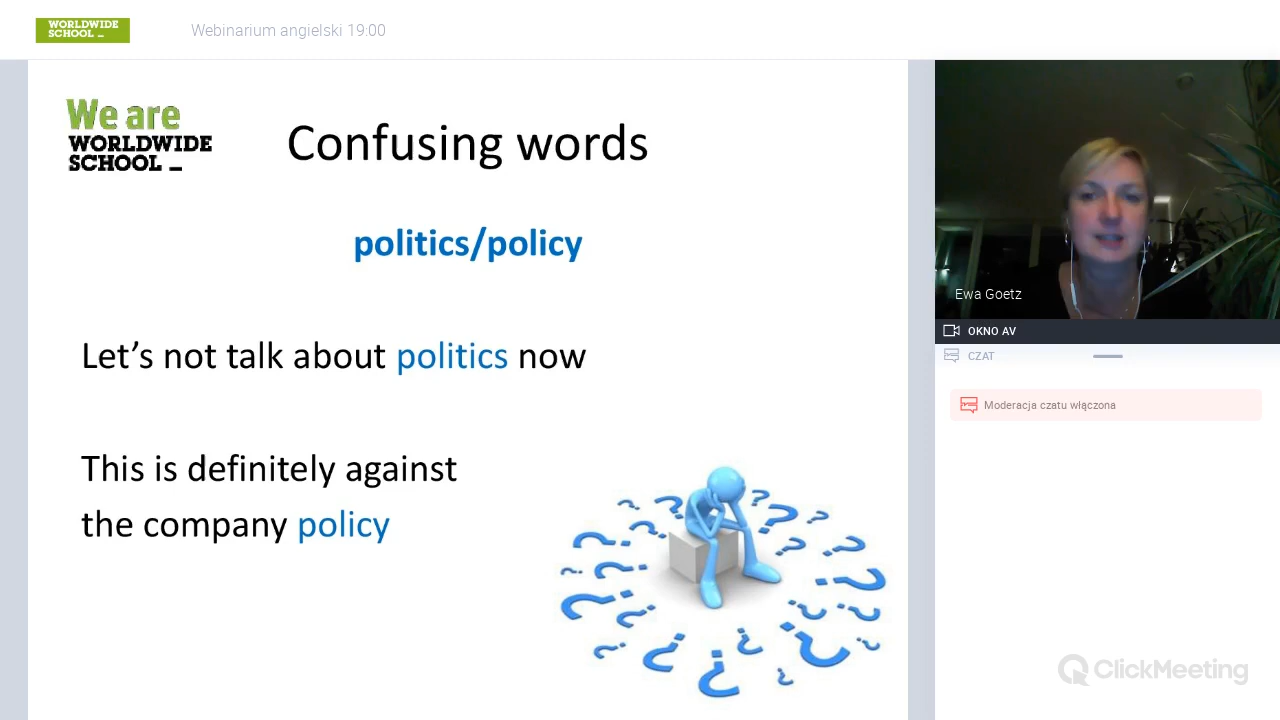 WORLDWIDE
SCHOOL _
Webinarium angielski 19:00
We are
WORLDWIDE
SCHOOL _
Confusing words
politics/policy
Let’s not talk about politics now
This is definitely against
the company policy
Ewa Goetz
OKNO AV
CZAT
Moderacja czatu włączona
ClickMeeting